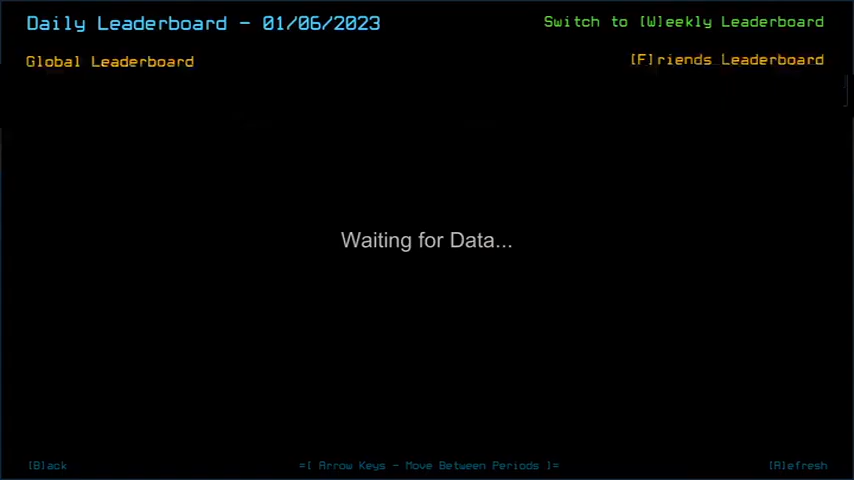 Daily Leaderboard - 01/06/2023
Switch to [W]eekly Leaderboard
Global Leaderboard
[F]riends Leaderboard
Waiting for Data...
[B]ack
=[ Arrow Keys - Move Between Periods ]=
[R]efresh